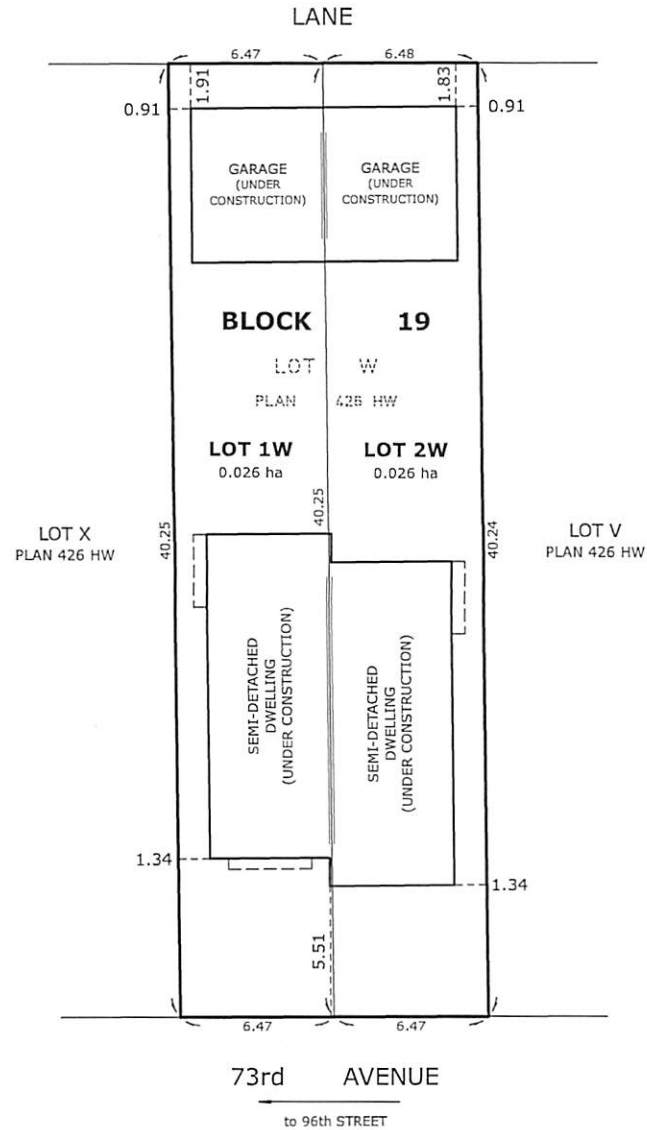 LANE
6.47 6.48
1.91 1.83
0.91 0.91
GARAGE
(UNDER
CONSTRUCTION)
GARAGE
(UNDER
CONSTRUCTION)
BLOCK 19
LOT W
PLAN 426 HW
LOT 1W
0.026 ha
LOT 2W
0.026 ha
LOT X
PLAN 426 HW
40.25
40.25
40.24
LOT V
PLAN 426 HW
SEMI-DETACHED
DWELLING
(UNDER CONSTRUCTION)
SEMI-DETACHED
DWELLING
(UNDER CONSTRUCTION)
1.34
1.34
5.51
6.47 6.47
73rd AVENUE
to 96th STREET